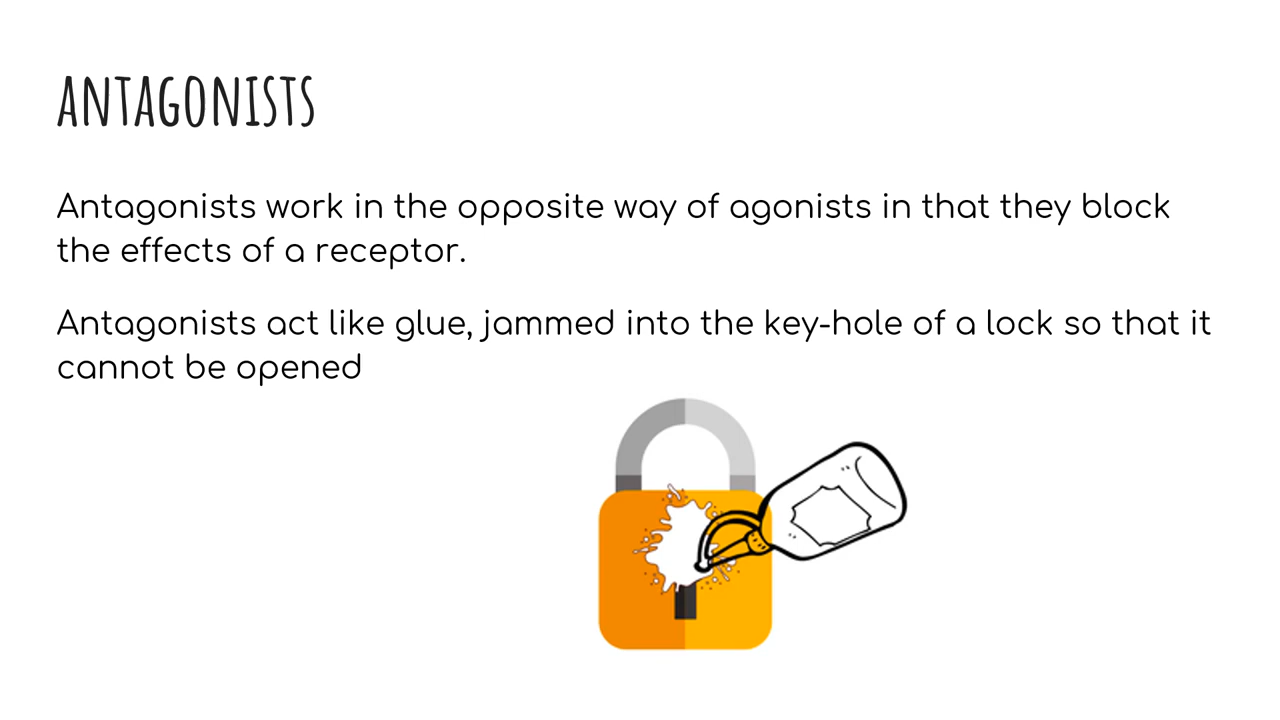 ANTAGONISTS
Antagonists work in the opposite way of agonists in that they block
the effects of a receptor.
Antagonists act like glue, jammed into the key-hole of a lock so that it
cannot be opened